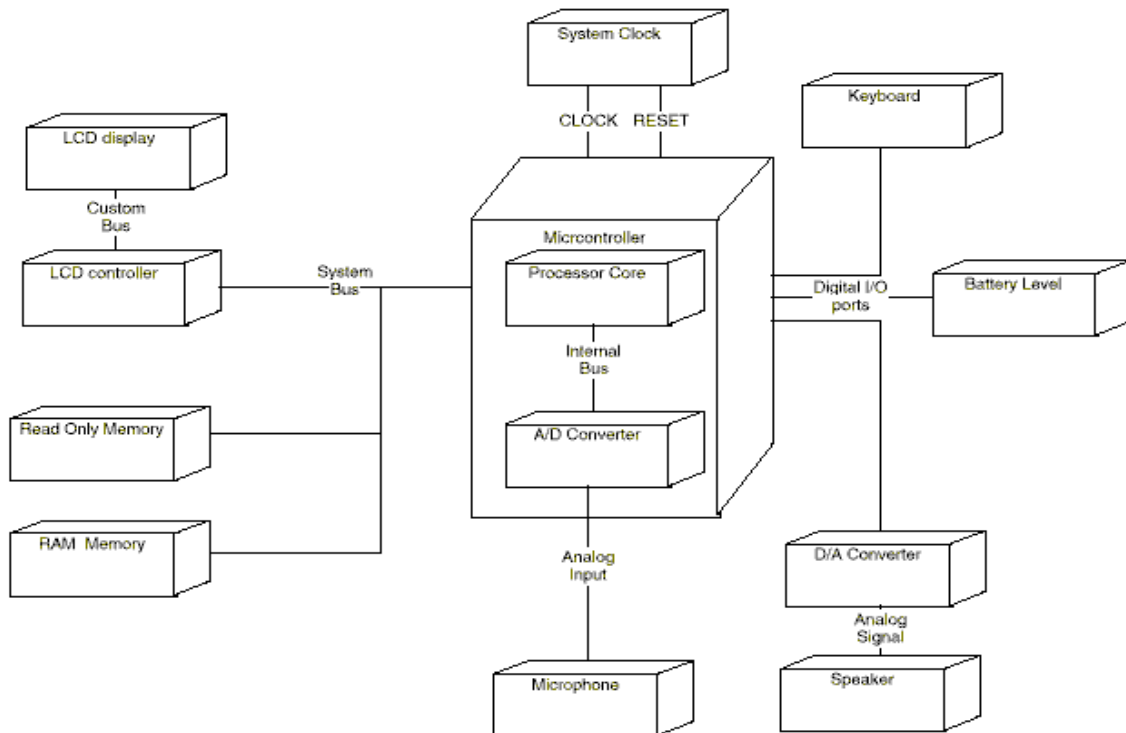 System Clock
CLOCK RESET
Keyboard
LCD display
Custom
Bus
LCD controller
System
Bus
Micrcontroller
Processor Core
Internal
Bus
A/D Converter
Digital I/O
ports
Battery Level
Read Only Memory
RAM Memory
Analog
Input
Microphone
D/A Converter
Analog
Signal
Speaker